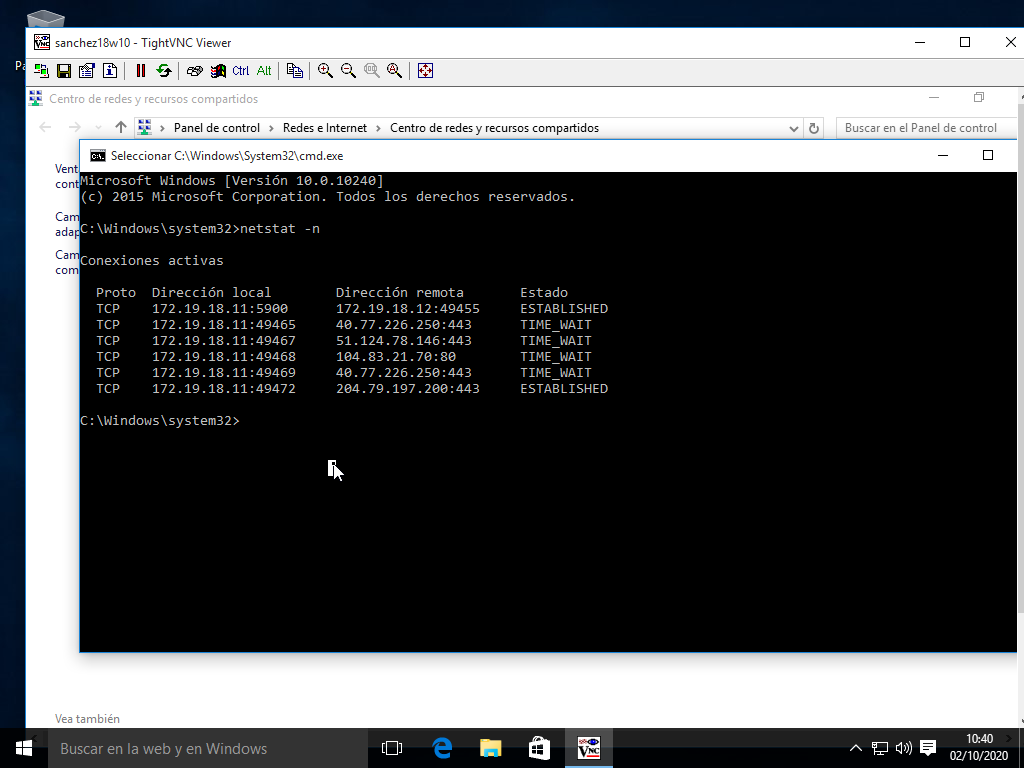 Pa
sanchez18w10 - TightVNC Viewer
Ctrl Alt
Centro de redes y recursos compartidos
Panel de control > Redes e Internet > Centro de redes y recursos compartidos
Buscar en el Panel de control
Vent
cont
Cam
adap
Cam
com
Seleccionar C:\Windows\System32\cmd.exe
Microsoft Windows [Versión 10.0.10240]
(c) 2015 Microsoft Corporation. Todos los derechos reservados.
C:\Windows\system32>netstat -n
Conexiones activas
Proto Dirección local Dirección remota Estado
TCP 172.19.18.11:5900 172.19.18.12:49455 ESTABLISHED
TCP 172.19.18.11:49465 40.77.226.250:443 TIME_WAIT
TCP 172.19.18.11:49467 51.124.78.146:443 TIME_WAIT
TCP 172.19.18.11:49468 104.83.21.70:80 TIME_WAIT
TCP 172.19.18.11:49469 40.77.226.250:443 TIME_WAIT
TCP 172.19.18.11:49472 204.79.197.200:443 ESTABLISHED
C:\Windows\system32>
Vea también
Buscar en la web y en Windows
10:40
02/10/2020